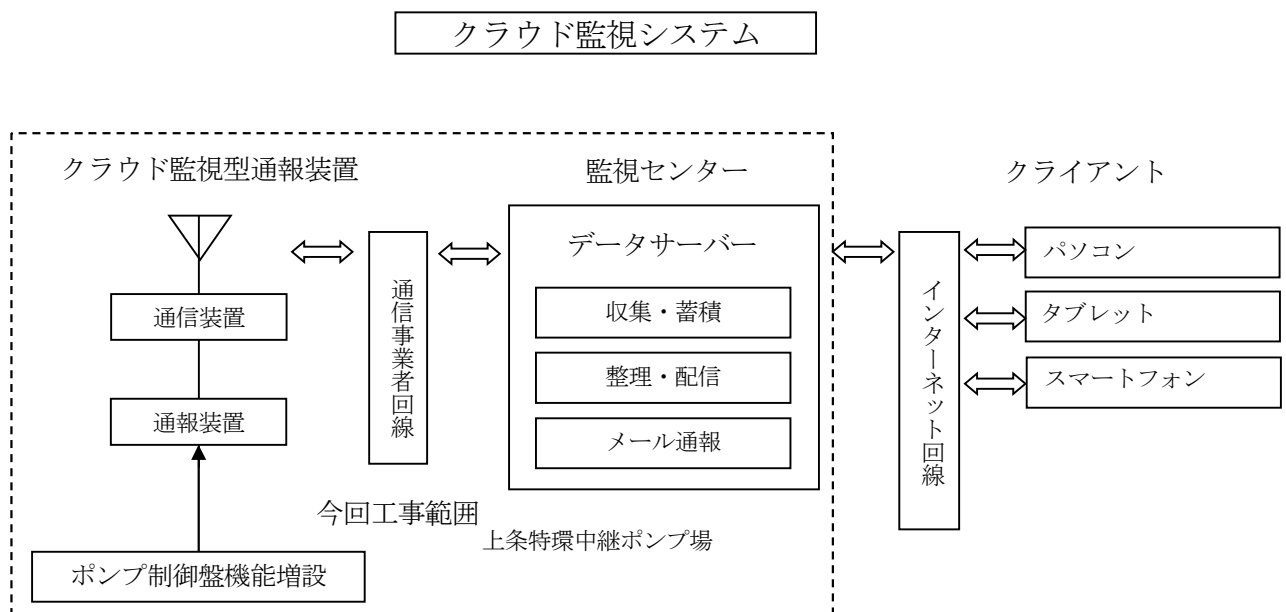 クラウド監視システム
クラウド監視型通報装置
通信装置
通報装置
ポンプ制御盤機能増設
通信事業者回線
今回工事範囲
上条特環中継ポンプ場
監視センター
データサーバー
収集・蓄積
整理・配信
メール通報
インターネット回線
クライアント
パソコン
タブレット
スマートフォン